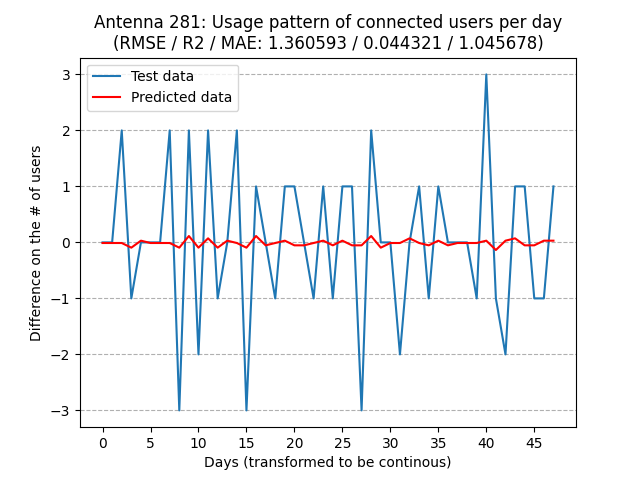 Antenna 281: Usage pattern of connected users per day
(RMSE / R2 / MAE: 1.360593 / 0.044321 / 1.045678)
Test data
Predicted data
Difference on the # of users
3
2
1
0
−1
−2
−3
0 5 10 15 20 25 30 35 40 45
Days (transformed to be continous)